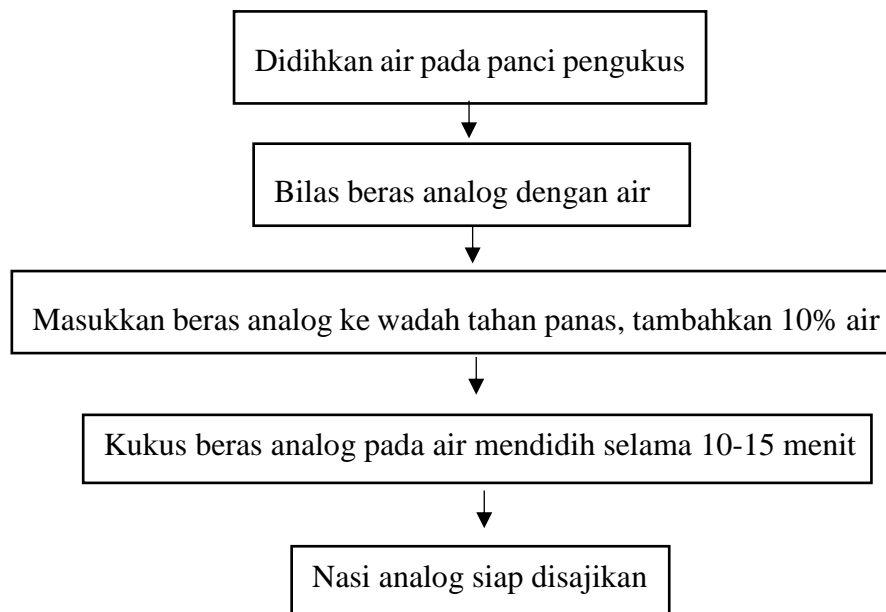 Didihkan air pada panci pengukus
Bilas beras analog dengan air
Masukkan beras analog ke wadah tahan panas, tambahkan 10% air
Kukus beras analog pada air mendidih selama 10-15 menit
Nasi analog siap disajikan